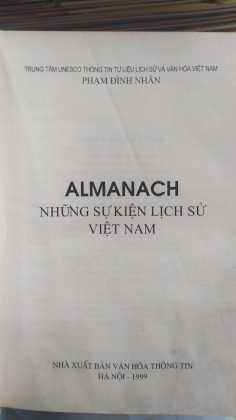 TRUNG TÂM UNESCO THÔNG TIN TƯ LIỆU LỊCH SỬ VÀ VĂN HÓA VIỆT NAM
PHẠM ĐÌNH NHÂN
ALMANACH
NHỮNG SỰ KIỆN LỊCH SỬ
VIỆT NAM
NHÀ XUẤT BẢN VĂN HÓA THÔNG TIN
HÀ NỘI - 1999